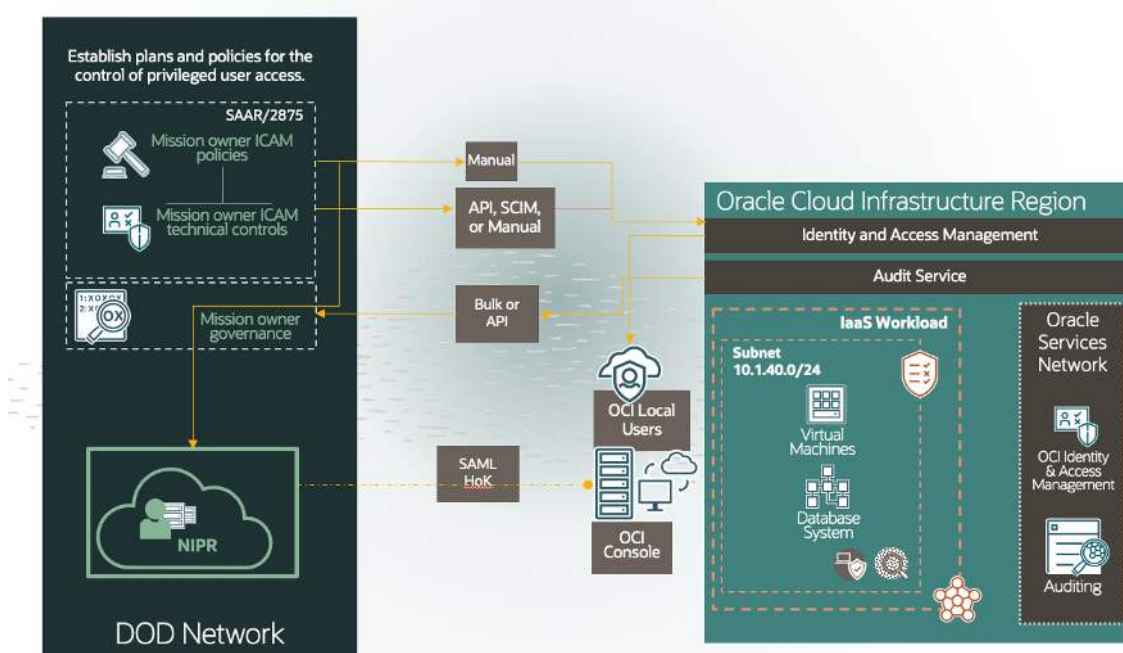 Establish plans and policies for the
control of privileged user access.
SAAR/2875
Mission owner ICAM
policies
Mission owner ICAM
technical controls
Mission owner
governance
NIPR
DOD Network
Manual
API, SCIM,
or Manual
Bulk or
API
OCI Local
Users
SAML
HoK
OCI
Console
Oracle Cloud Infrastructure Region
Identity and Access Management
Audit Service
IaaS Workload
Subnet
10.1.40.0/24
Virtual
Machines
Database
System
Oracle
Services
Network
OCI Identity
& Access
Management
Auditing